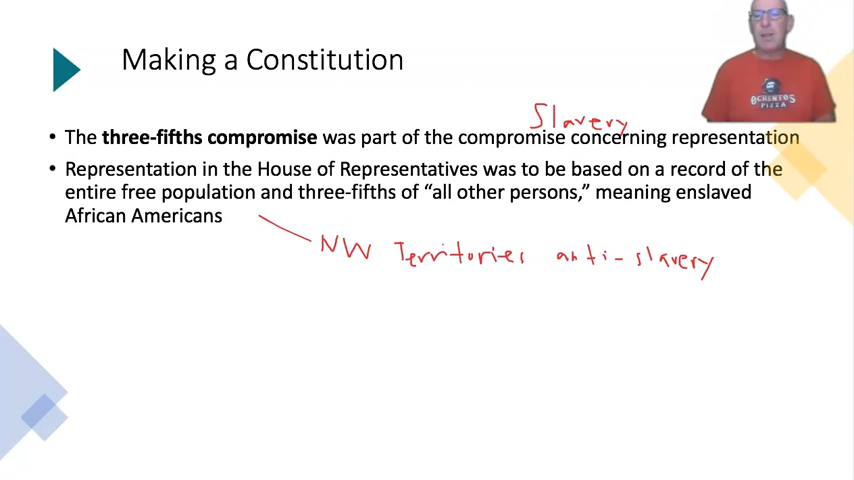 Making a Constitution
OCHENTOS
PIZZA
Slavery
• The three-fifths compromise was part of the compromise concerning representation
• Representation in the House of Representatives was to be based on a record of the
entire free population and three-fifths of “all other persons,” meaning enslaved
African Americans
NW Territories anti-slavery